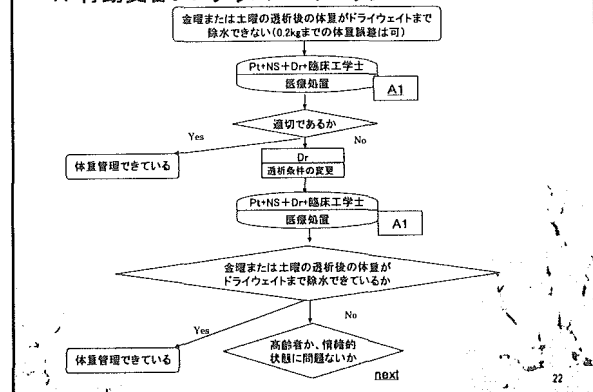 金曜または土曜の透析後の体重がドライウェイトまで
除水できない(0.2kgまでの体重誤差は可)
Pt+NS+Dr+臨床工学士
医療処置
A1
適切であるか
Yes
No
体重管理できている
Dr
透析条件の変更
Pt+NS+Dr+臨床工学士
医療処置
A1
金曜または土曜の透析後の体重が
ドライウェイトまで除水できているか
Yes
No
体重管理できている
高齢者か、情緒的
状態に問題ないか
next
22